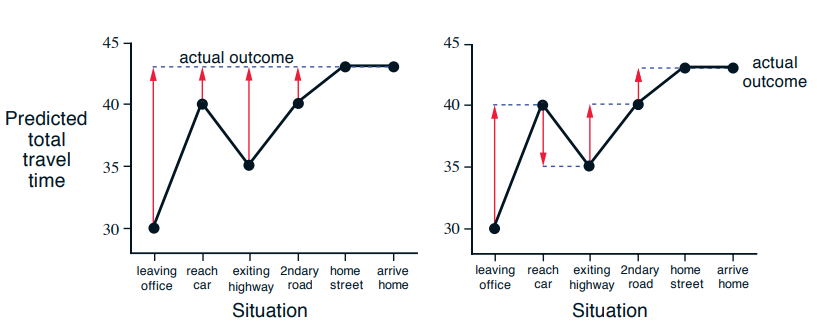 45
actual outcome
40
Predicted
total
travel
time
35
30
leaving reach exiting 2ndary home arrive
office car highway road street home
Situation
45
actual
outcome
40
35
30
leaving reach exiting 2ndary home arrive
office car highway road street home
Situation